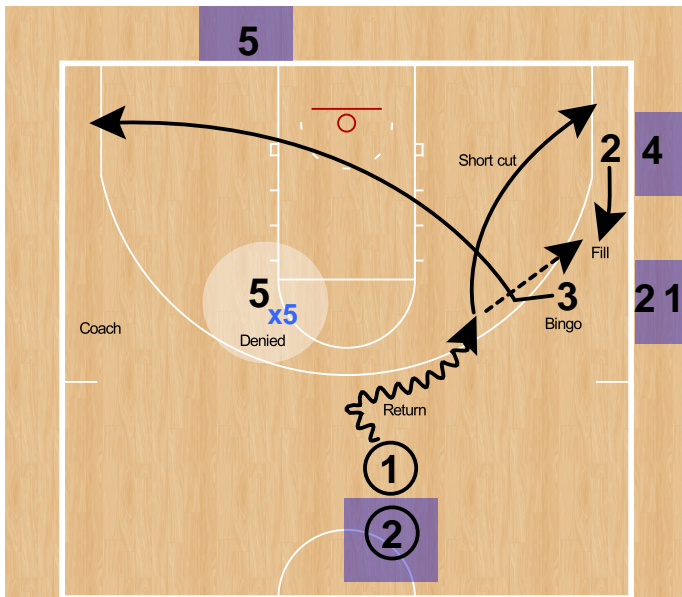 5
2 4
Short cut
Fill
5
x5
Denied
3
2 1
Bingo
Coach
Return
1
2